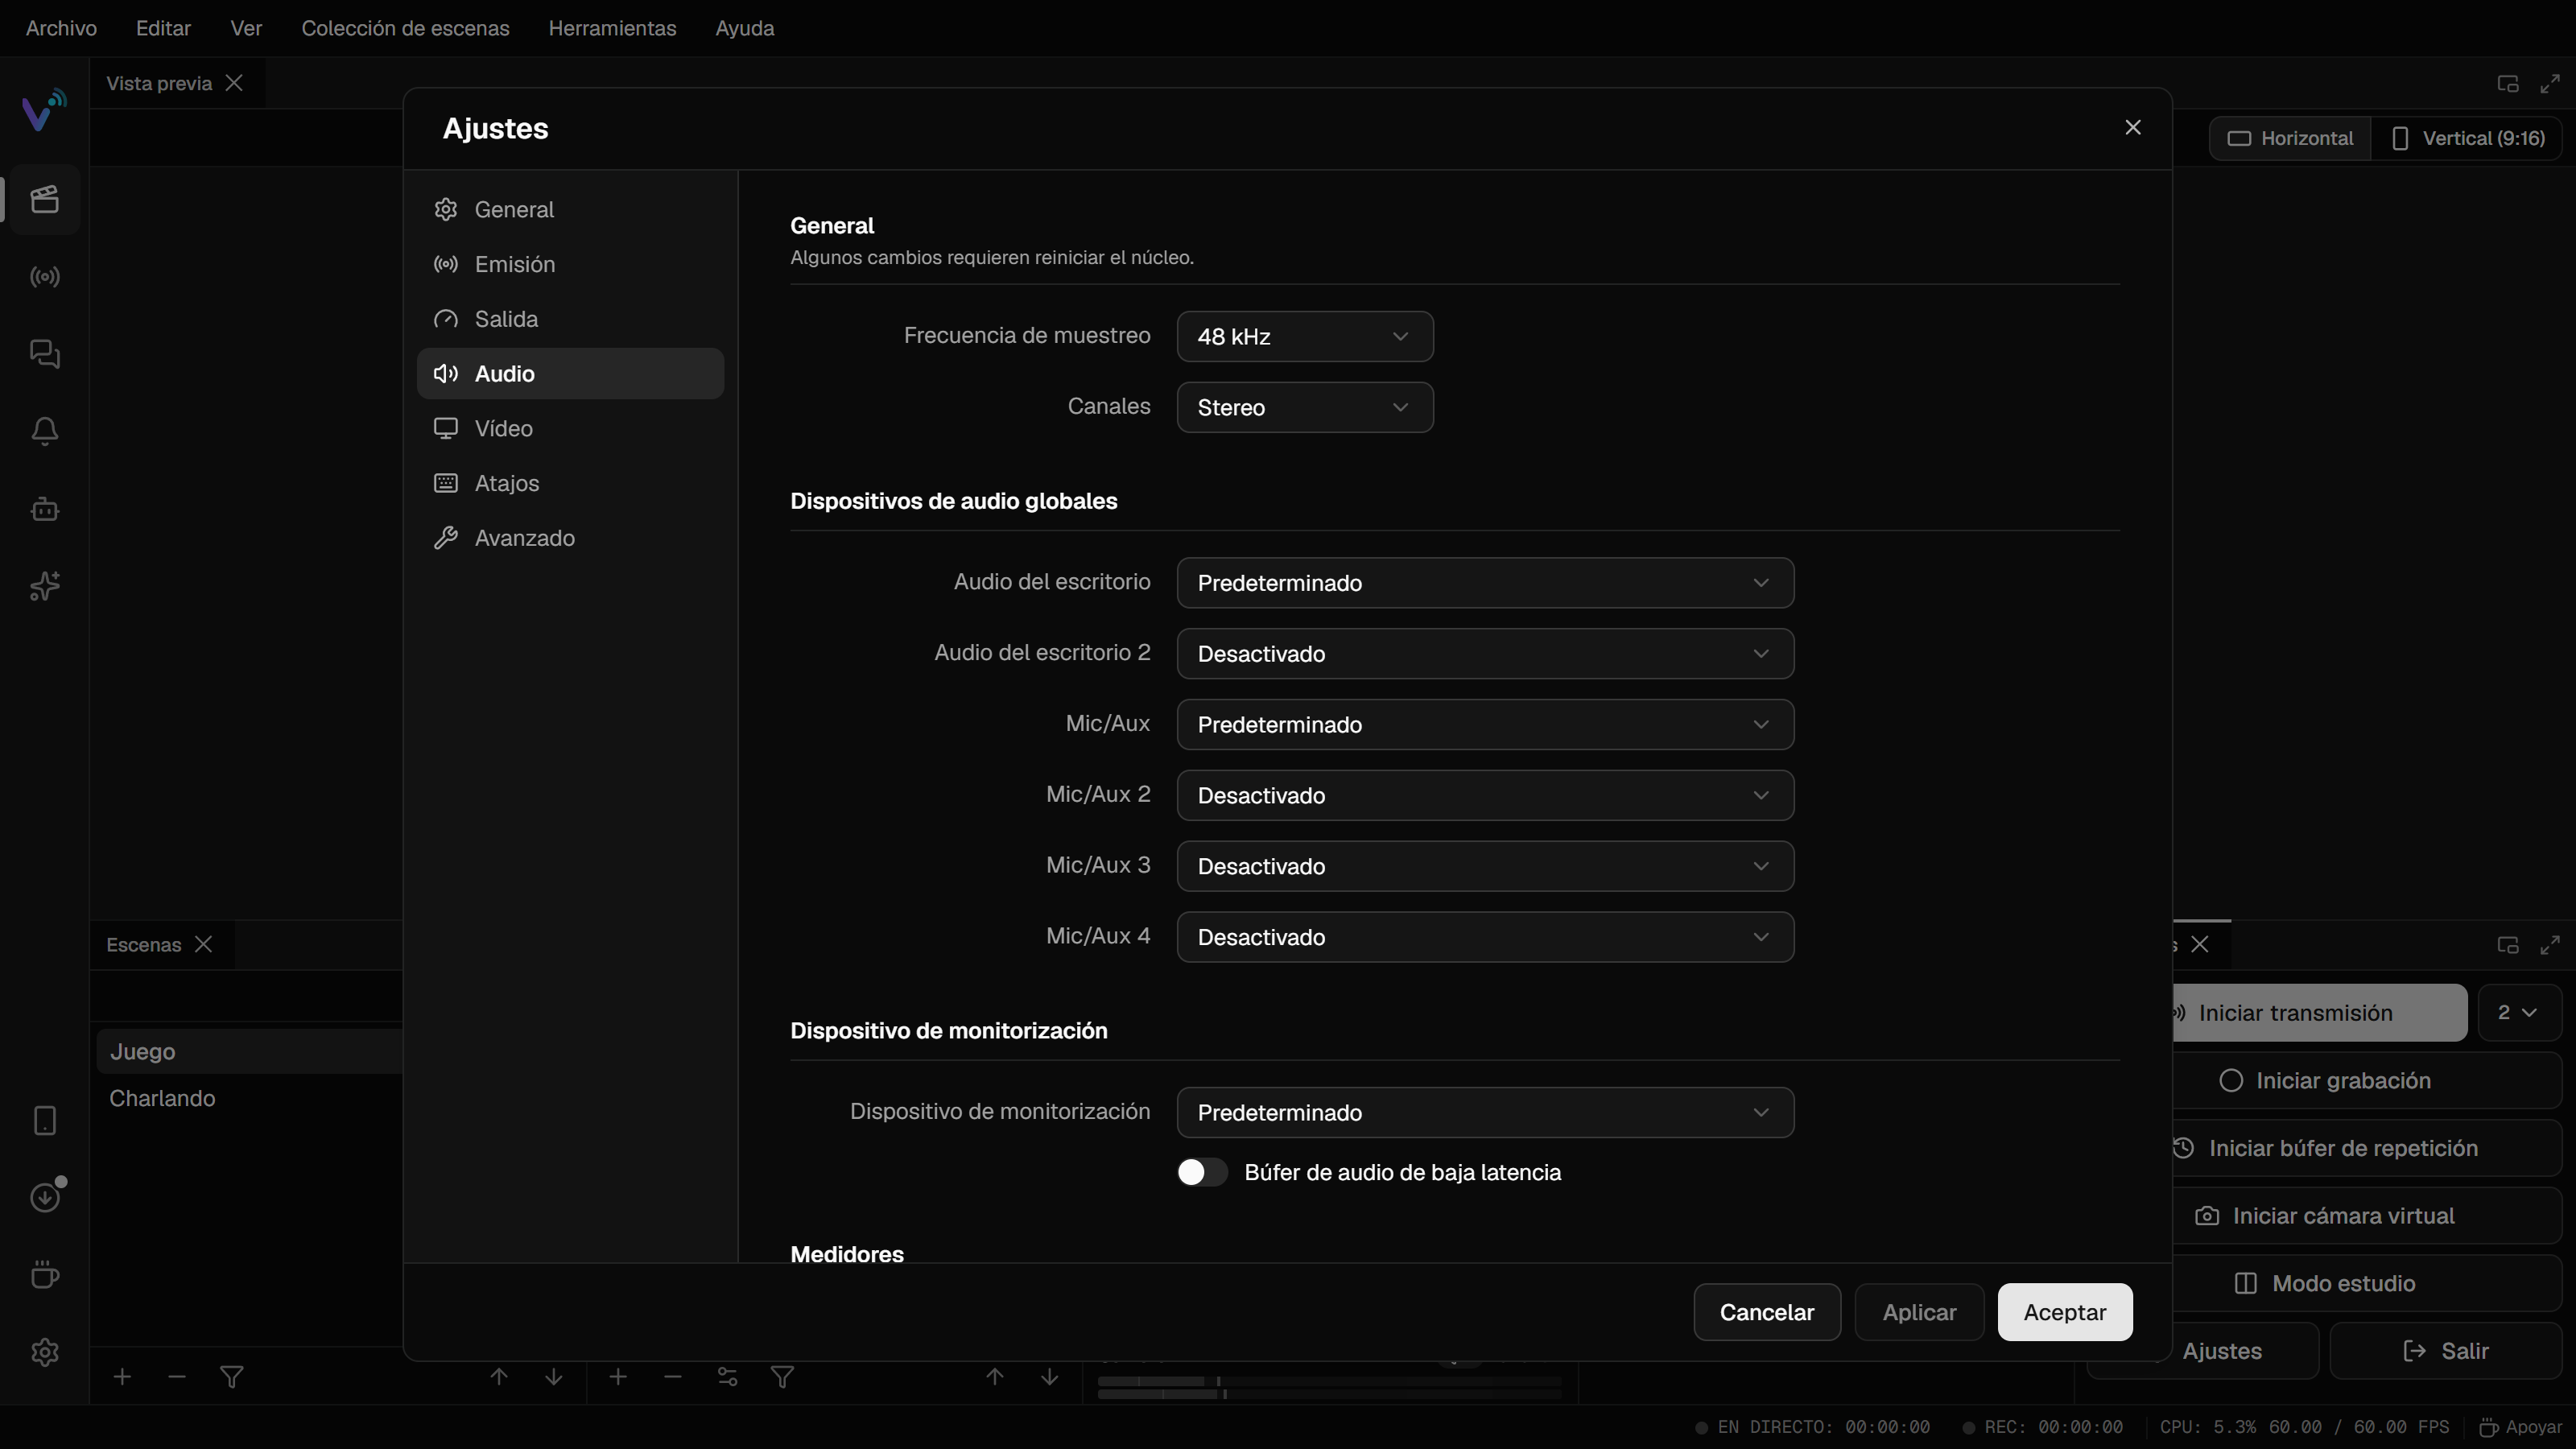 Archivo Editar Ver Colección de escenas Herramientas Ayuda
Vista previa
Horizontal Vertical (9:16)
Ajustes
General
Emisión
Salida
Audio
Vídeo
Atajos
Avanzado
General
Algunos cambios requieren reiniciar el núcleo.
Frecuencia de muestreo 48 kHz
Canales Stereo
Dispositivos de audio globales
Audio del escritorio Predeterminado
Audio del escritorio 2 Desactivado
Mic/Aux Predeterminado
Mic/Aux 2 Desactivado
Mic/Aux 3 Desactivado
Mic/Aux 4 Desactivado
Dispositivo de monitorización
Dispositivo de monitorización Predeterminado
Búfer de audio de baja latencia
Medidores
Cancelar Aplicar Aceptar
Escenas
Juego
Charlando
Iniciar transmisión 2
Iniciar grabación
Iniciar búfer de repetición
Iniciar cámara virtual
Modo estudio
Ajustes Salir
EN DIRECTO: 00:00:00 REC: 00:00:00 CPU: 5.3% 60.00 / 60.00 FPS Apoyar